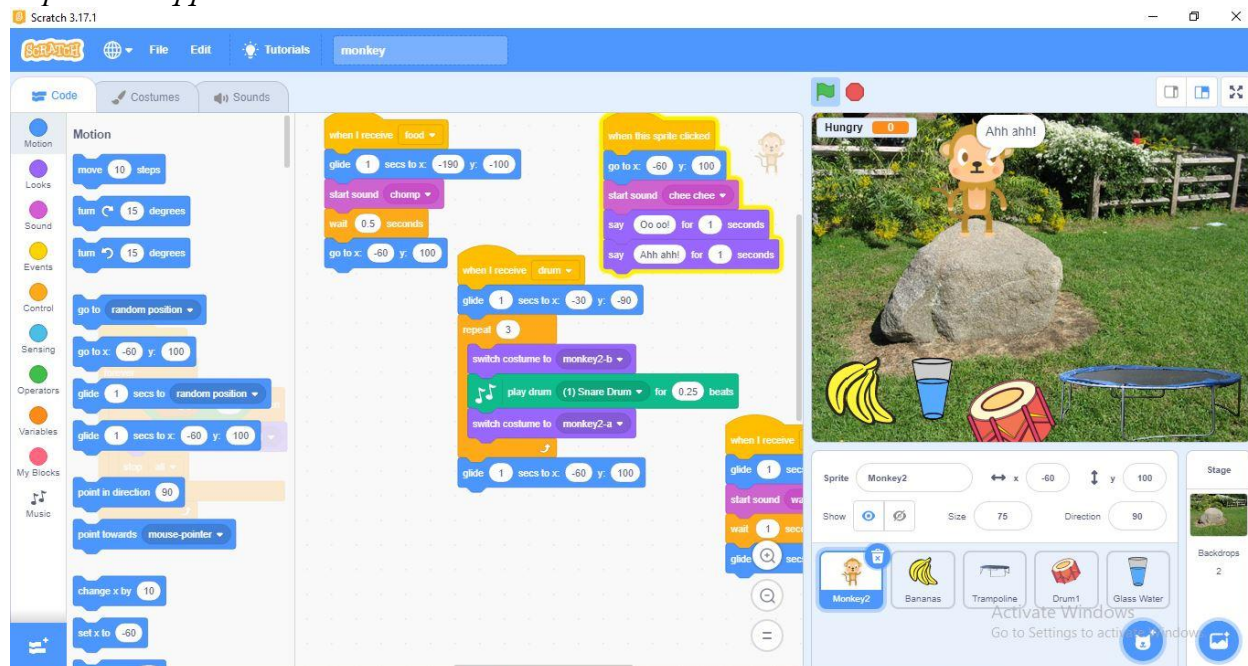 Scratch 3.17.1
SCRATCH File Edit Tutorials monkey
Code Costumes Sounds
Motion
Looks
Sound
Events
Control
Sensing
Operators
Variables
My Blocks
Music
Motion
move 10 steps
turn 15 degrees
turn 15 degrees
go to random position
go to x: -60 y: 100
glide 1 secs to random position
glide 1 secs to x: -60 y: 100
stop all
point in direction 90
point towards mouse-pointer
change x by 10
set x to -60
when I receive food
glide 1 secs to x: -190 y: -100
start sound chomp
wait 0.5 seconds
go to x: -60 y: 100
when I receive drum
glide 1 secs to x: -30 y: -90
repeat 3
switch costume to monkey2-b
play drum (1) Snare Drum for 0.25 beats
switch costume to monkey2-a
glide 1 secs to x: -60 y: 100
when this sprite clicked
go to x: -60 y: 100
start sound chee chee
say Oo oo! for 1 seconds
say Ahh ahh! for 1 seconds
when I receive
glide 1 sec
start sound wa
wait 1 sec
glide sec
Hungry 0
Ahh ahh!
Sprite Monkey2 x -60 y 100
Show Size 75 Direction 90
Monkey2 Bananas Trampoline Drum1 Glass Water
Stage
Backdrops
2
Activate Windows
Go to Settings to activate Windows